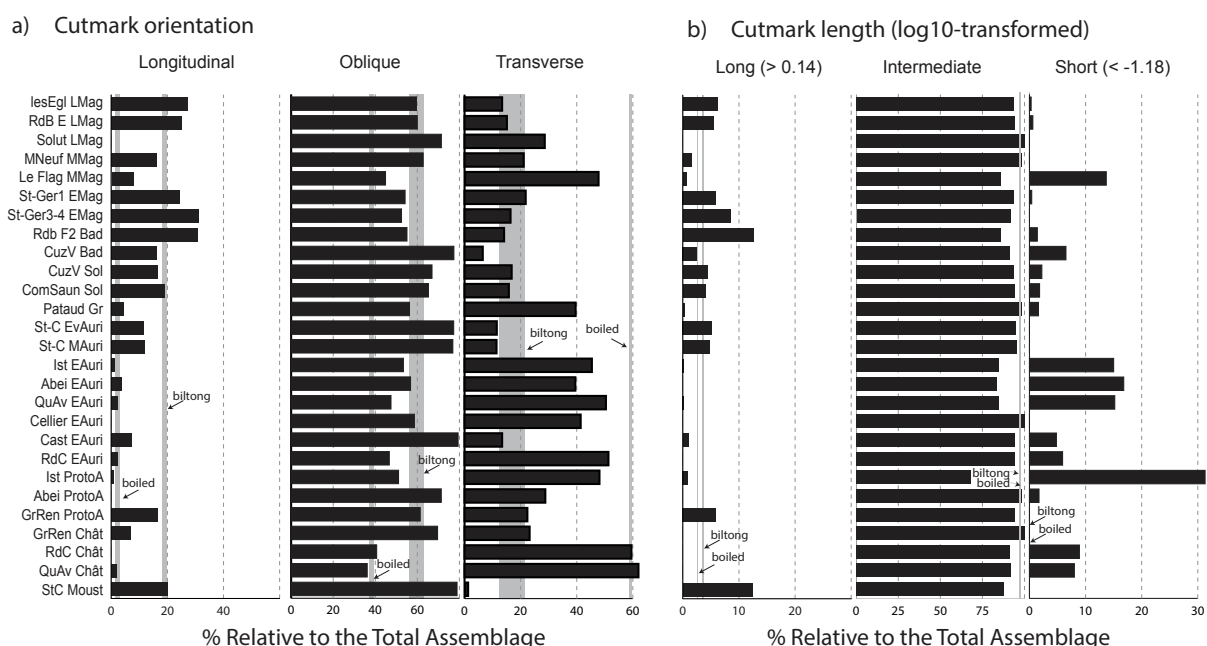 a) Cutmark orientation
b) Cutmark length (log10-transformed)
Longitudinal
Oblique
Transverse
Long (> 0.14)
Intermediate
Short (< -1.18)
lesEgl LMag
RdB E LMag
Solut LMag
MNeuf MMag
Le Flag MMag
St-Ger1 EMag
St-Ger3-4 EMag
Rdb F2 Bad
CuzV Bad
CuzV Sol
ComSaun Sol
Pataud Gr
St-C EvAuri
St-C MAuri
Ist EAuri
Abei EAuri
QuAv EAuri
Cellier EAuri
Cast EAuri
RdC EAuri
Ist ProtoA
Abei ProtoA
GrRen ProtoA
GrRen Chât
RdC Chât
QuAv Chât
StC Moust
biltong
boiled
biltong
boiled
biltong
boiled
biltong
boiled
biltong
boiled
biltong
boiled
0 20 40 60
0 20 40 60
0 20 40 60
0 10 20 30
0 25 50 75
0 10 20 30
% Relative to the Total Assemblage
% Relative to the Total Assemblage